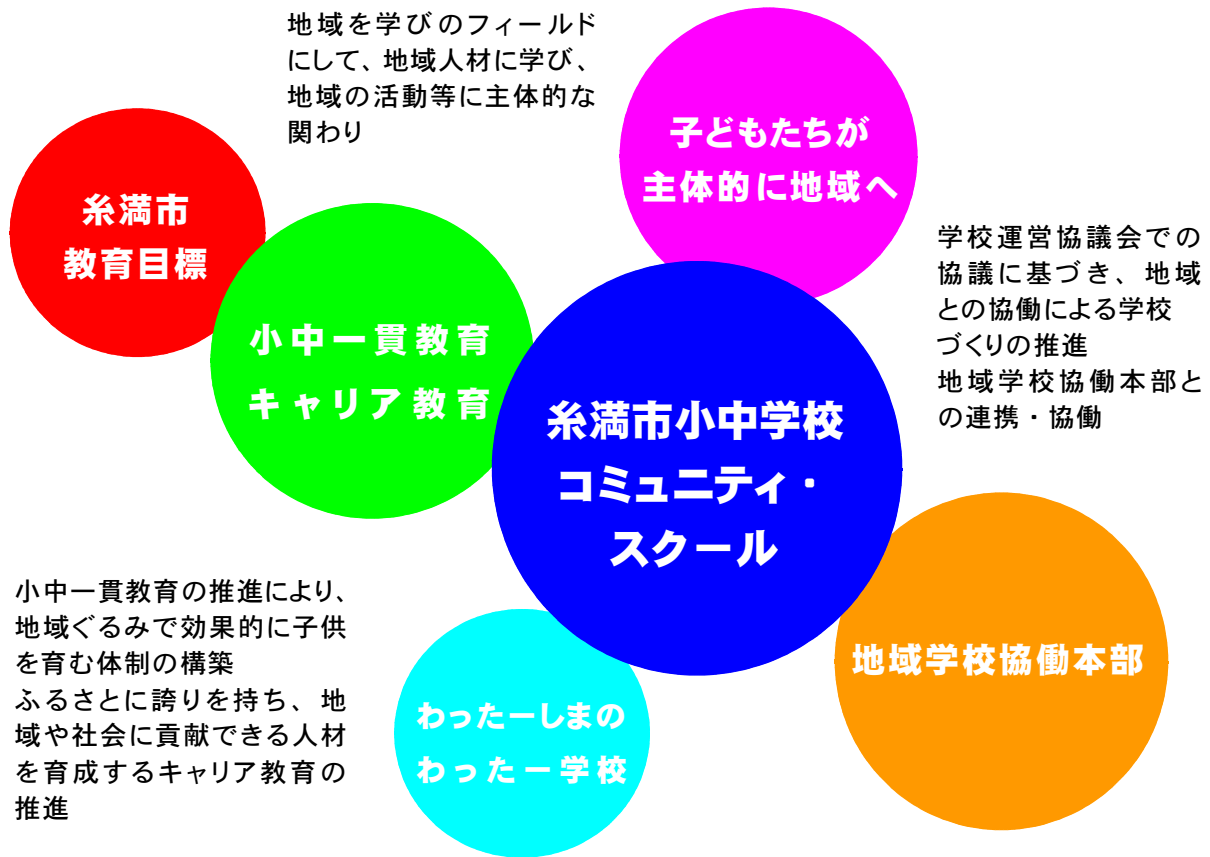 地域を学びのフィールド
にして、地域人材に学び、
地域の活動等に主体的な
関わり
子どもたちが
主体的に地域へ
糸満市
教育目標
学校運営協議会での
協議に基づき、地域
との協働による学校
づくりの推進
地域学校協働本部と
の連携・協働
小中一貫教育
キャリア教育
糸満市小中学校
コミュニティ・
スクール
小中一貫教育の推進により、
地域ぐるみで効果的に子供
を育む体制の構築
ふるさとに誇りを持ち、地
域や社会に貢献できる人材
を育成するキャリア教育の
推進
地域学校協働本部
わったーしまの
わったー学校